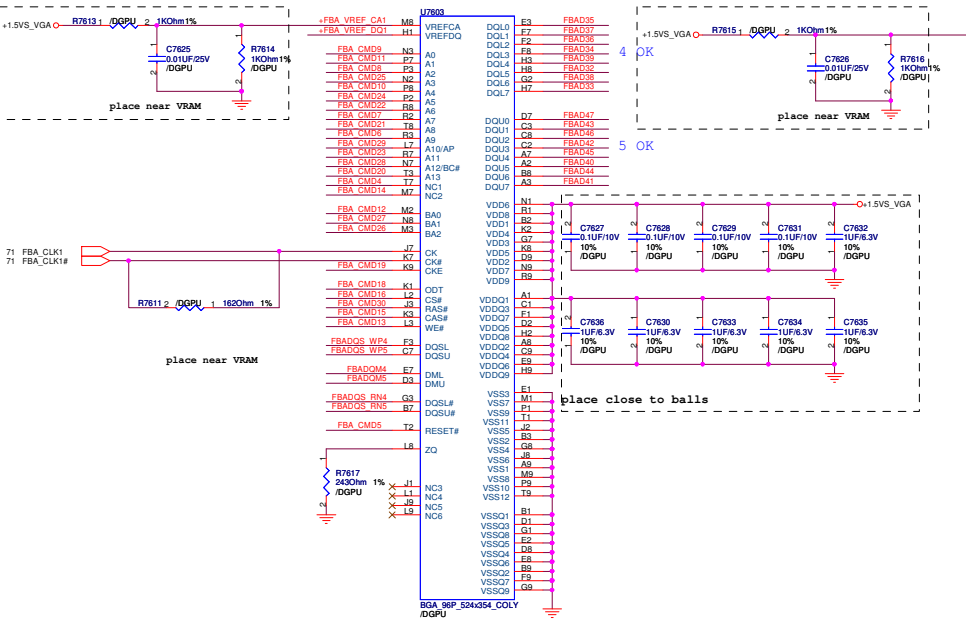 +1.5VS_VGA
R7613 1 /DGPU 2 1KOhm1%
C7625
0.01UF/25V
/DGPU
R7614
1KOhm1%
/DGPU
place near VRAM
U7603
+FBA_VREF_CA1 M8 VREFCA
+FBA_VREF_DQ1 H1 VREFDQ
FBA_CMD9 N3 A0
FBA_CMD11 P7 A1
FBA_CMD8 P3 A2
FBA_CMD25 N2 A3
FBA_CMD10 P8 A4
FBA_CMD24 P2 A5
FBA_CMD22 R8 A6
FBA_CMD7 R2 A7
FBA_CMD21 T8 A8
FBA_CMD6 R3 A9
FBA_CMD29 L7 A10/AP
FBA_CMD23 R7 A11
FBA_CMD28 N7 A12/BC#
FBA_CMD20 T3 A13
FBA_CMD4 T7 NC1
FBA_CMD14 M7 NC2
FBA_CMD12 M2 BA0
FBA_CMD27 N8 BA1
FBA_CMD26 M3 BA2
71 FBA_CLK1 J7 CK
71 FBA_CLK1# K7 CK#
FBA_CMD19 K9 CKE
R7611 2 /DGPU 1 162Ohm 1%
place near VRAM
FBA_CMD18 K1 ODT
FBA_CMD16 L2 CS#
FBA_CMD30 J3 RAS#
FBA_CMD15 K3 CAS#
FBA_CMD13 L3 WE#
FBADQS_WP4 F3 DQSL
FBADQS_WP5 C7 DQSU
FBADQM4 E7 DML
FBADQM5 D3 DMU
FBADQS_RN4 G3 DQSL#
FBADQS_RN5 B7 DQSU#
FBA_CMD5 T2 RESET#
L8 ZQ
R7617
243Ohm 1%
/DGPU
J1 NC3
L1 NC4
J9 NC5
L9 NC6
DQL0 E3 FBAD35
DQL1 F7 FBAD37
DQL2 F2 FBAD36
DQL3 F8 FBAD34
DQL4 H3 FBAD39
DQL5 H8 FBAD32
DQL6 G2 FBAD38
DQL7 H7 FBAD33
4 OK
DQU0 D7 FBAD47
DQU1 C3 FBAD43
DQU2 C8 FBAD46
DQU3 C2 FBAD42
DQU4 A7 FBAD45
DQU5 A2 FBAD40
DQU6 B8 FBAD44
DQU7 A3 FBAD41
5 OK
VDD6 N1
VDD8 R1
VDD1 B2
VDD4 K2
VDD3 G7
VDD5 K8
VDD2 D9
VDD7 N9
VDD9 R9
VDDQ1 A1
VDDQ3 C1
VDDQ7 F1
VDDQ5 D2
VDDQ8 H2
VDDQ2 A8
VDDQ4 C9
VDDQ6 E9
VDDQ9 H9
VSS3 E1
VSS7 M1
VSS9 P1
VSS11 T1
VSS5 J2
VSS2 B3
VSS4 G8
VSS6 J8
VSS1 A9
VSS8 M9
VSS10 P9
VSS12 T9
VSSQ1 B1
VSSQ3 D1
VSSQ8 G1
VSSQ5 E2
VSSQ4 D8
VSSQ6 E8
VSSQ2 B9
VSSQ7 F9
VSSQ9 G9
BGA_96P_524x354_COLY
/DGPU
+1.5VS_VGA
R7615 1 /DGPU 2 1KOhm1%
C7626
0.01UF/25V
/DGPU
R7616
1KOhm1%
/DGPU
place near VRAM
+1.5VS_VGA
C7627
0.1UF/10V
10%
/DGPU
C7628
0.1UF/10V
10%
/DGPU
C7629
0.1UF/10V
10%
/DGPU
C7631
0.1UF/10V
10%
/DGPU
C7632
1UF/6.3V
10%
/DGPU
C7636
1UF/6.3V
10%
/DGPU
C7630
1UF/6.3V
10%
/DGPU
C7633
1UF/6.3V
10%
/DGPU
C7634
1UF/6.3V
10%
/DGPU
C7635
1UF/6.3V
10%
/DGPU
place close to balls